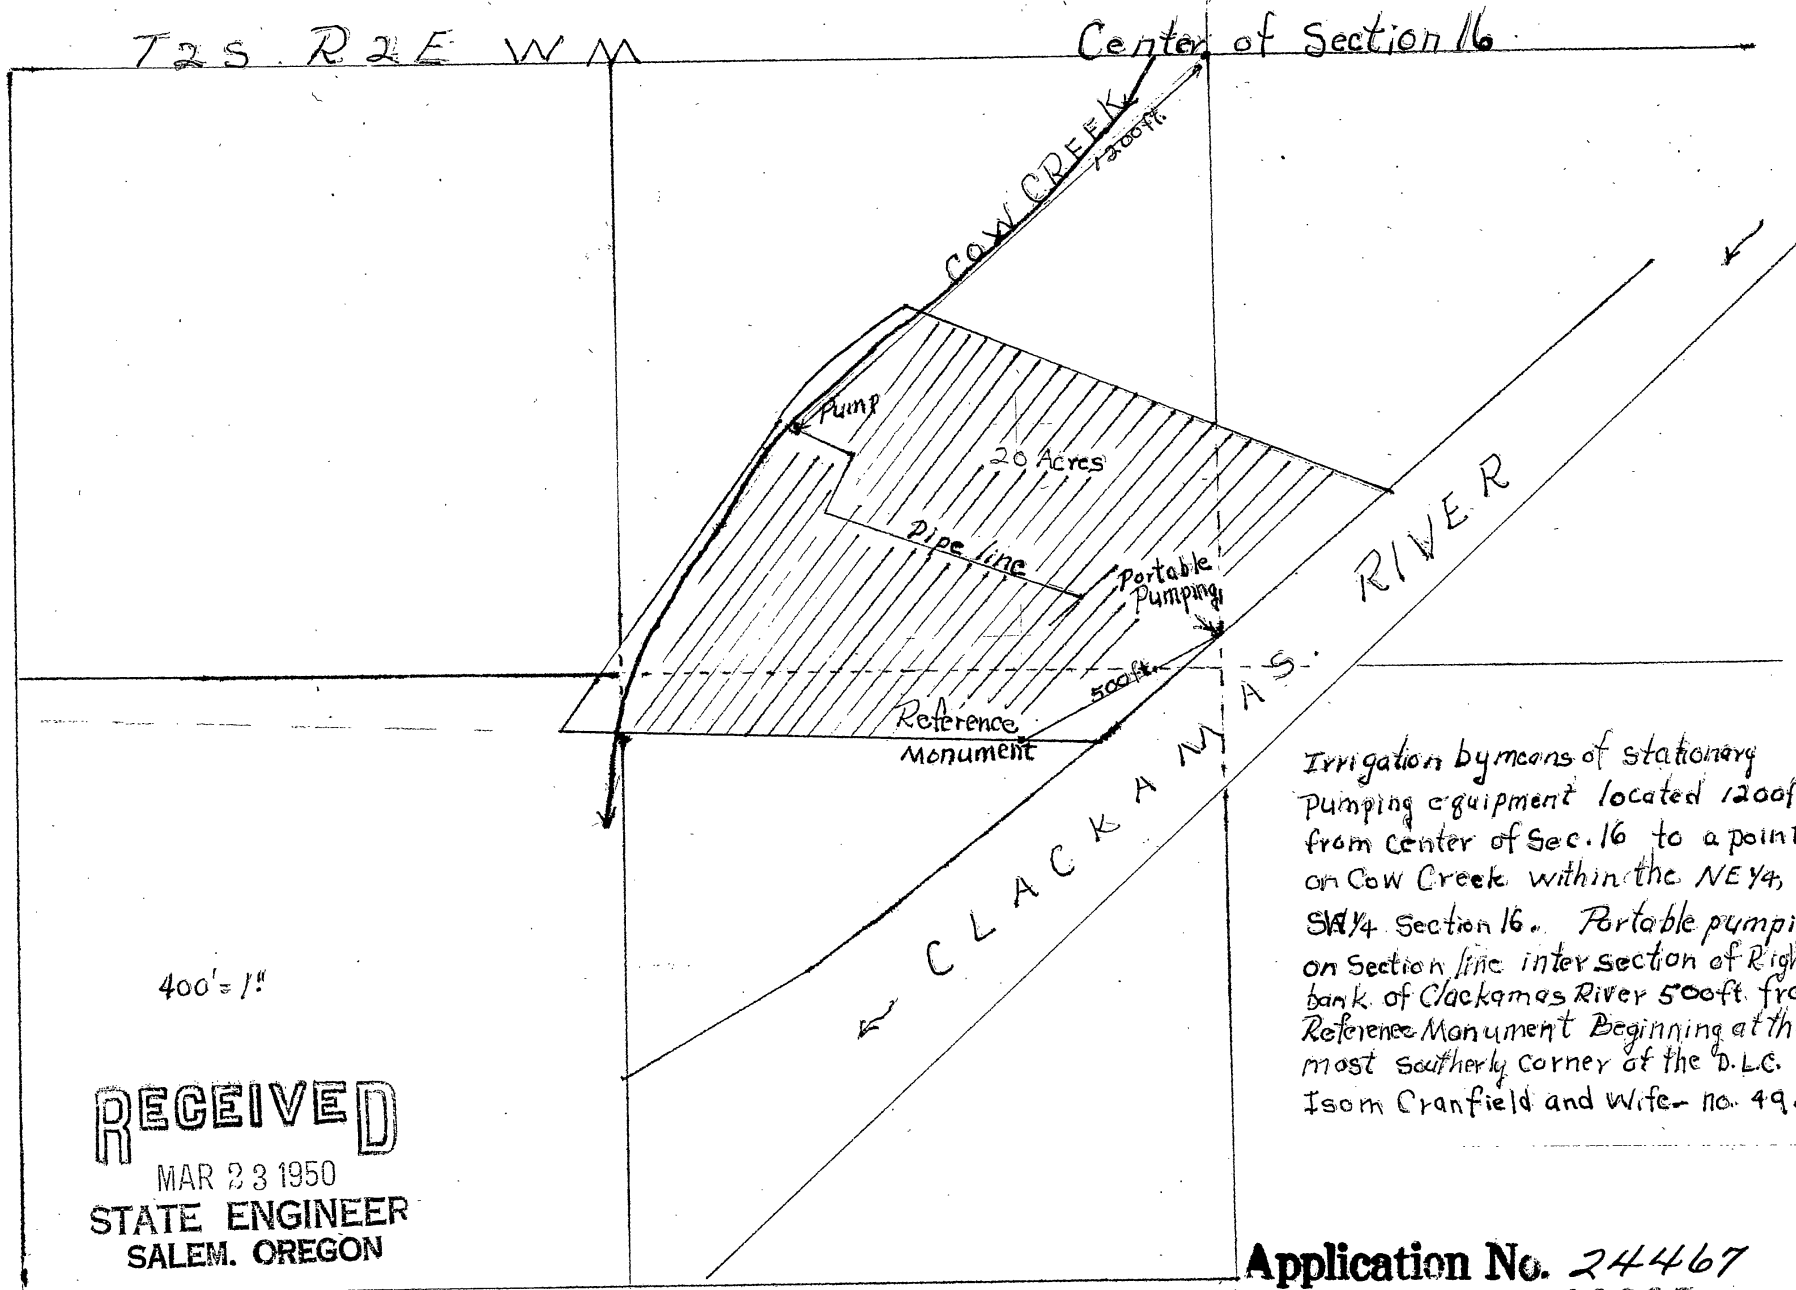 T2S. R2E W M
Center of Section 16
COW CREEK
1200ft.
Pump
20 Acres
Pipe line
Portable
Pumping
RIVER
500ft.
Reference
Monument
CLACKAMAS.
Irrigation by means of stationary
Pumping equipment located 1200f
from center of Sec. 16 to a point
on Cow Creek within the NE 1/4,
SW 1/4 Section 16. Portable pumpi
on Section line intersection of Righ
bank of Clackamas River 500ft. fro
Reference Monument Beginning at th
most Southerly corner of the D.L.C.
Isom Cranfield and Wife- no. 49.
400' = 1"
RECEIVED
MAR 23 1950
STATE ENGINEER
SALEM. OREGON
Application No. 24467